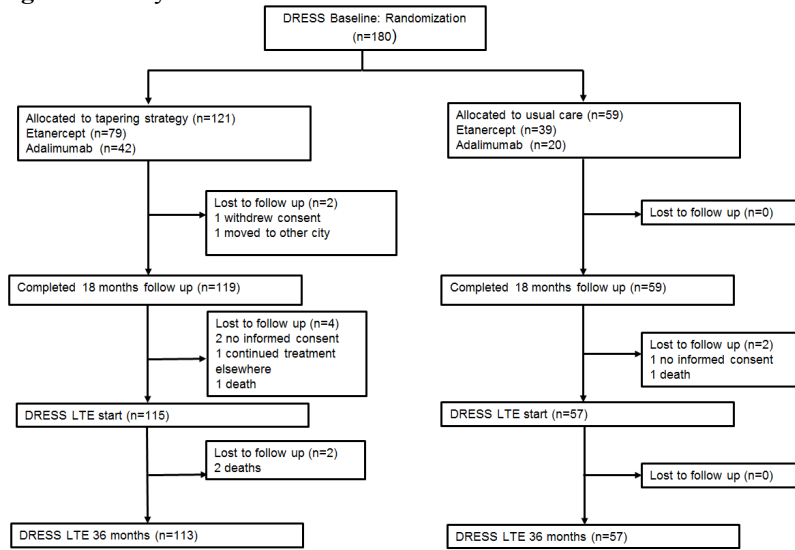 DRESS Baseline: Randomization
(n=180)
Allocated to tapering strategy (n=121)
Etanercept (n=79)
Adalimumab (n=42)
Allocated to usual care (n=59)
Etanercept (n=39)
Adalimumab (n=20)
Lost to follow up (n=2)
1 withdrew consent
1 moved to other city
Lost to follow up (n=0)
Completed 18 months follow up (n=119)
Completed 18 months follow up (n=59)
Lost to follow up (n=4)
2 no informed consent
1 continued treatment
elsewhere
1 death
Lost to follow up (n=2)
1 no informed consent
1 death
DRESS LTE start (n=115)
DRESS LTE start (n=57)
Lost to follow up (n=2)
2 deaths
Lost to follow up (n=0)
DRESS LTE 36 months (n=113)
DRESS LTE 36 months (n=57)